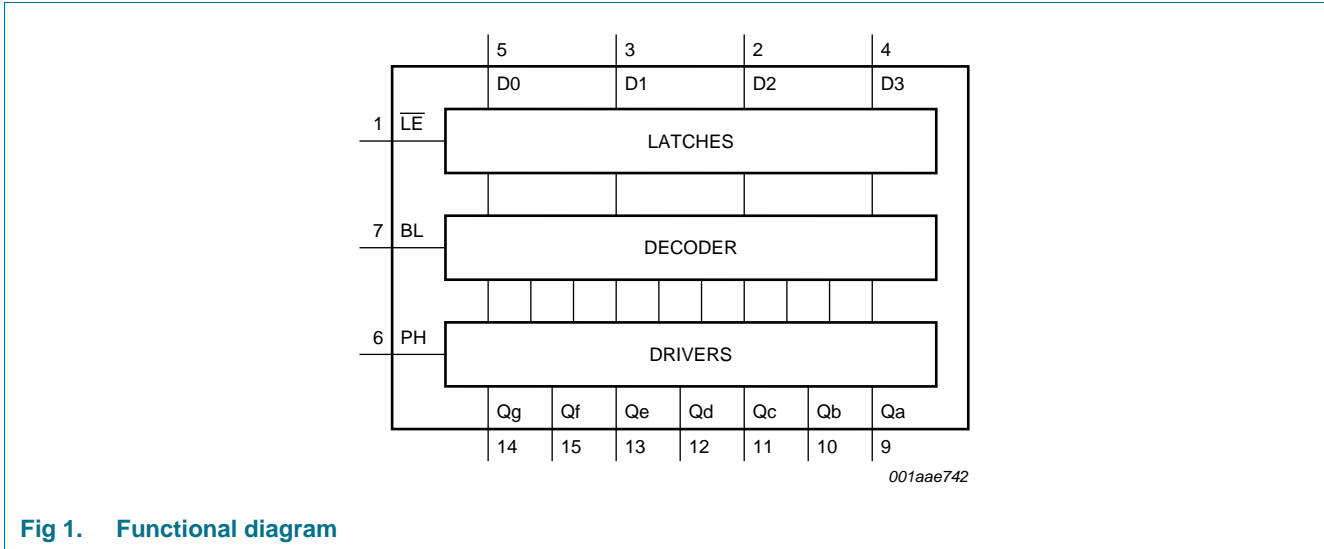 5 3 2 4
D0 D1 D2 D3
1 LE
LATCHES
7 BL
DECODER
6 PH
DRIVERS
Qg Qf Qe Qd Qc Qb Qa
14 15 13 12 11 10 9
001aae742
Fig 1. Functional diagram